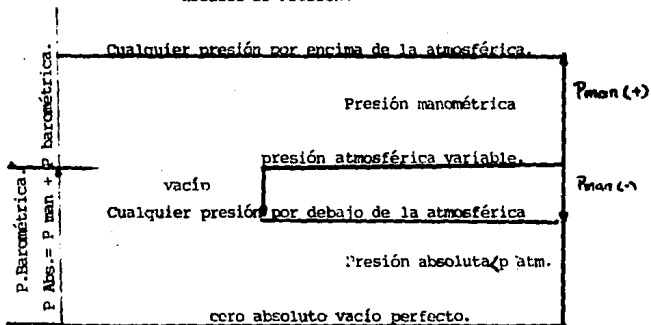 Cualquier presión por encima de la atmosférica.
Pman (+)
Presión manométrica
presión atmosférica variable.
vacío
Pman (-)
Cualquier presión por debajo de la atmosférica
Presión absoluta<p atm.
cero absoluto vacío perfecto.
P.Barométrica.
P Abs.= P man + P barométrica.